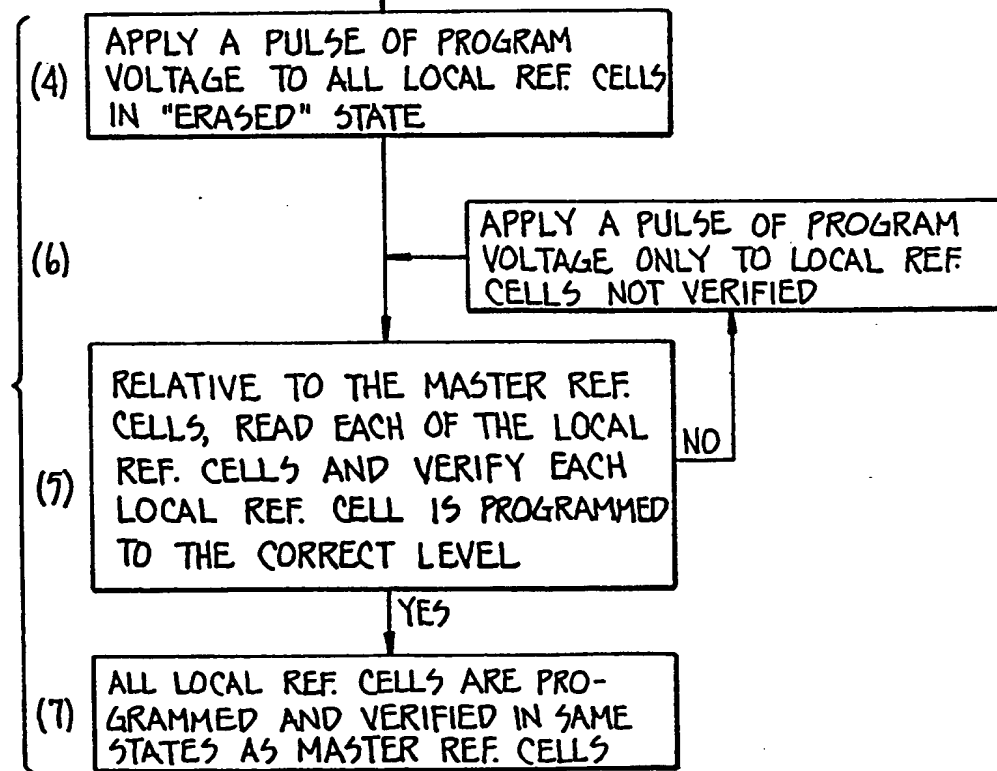 (4)
APPLY A PULSE OF PROGRAM
VOLTAGE TO ALL LOCAL REF. CELLS
IN "ERASED" STATE
(6)
APPLY A PULSE OF PROGRAM
VOLTAGE ONLY TO LOCAL REF.
CELLS NOT VERIFIED
(5)
RELATIVE TO THE MASTER REF.
CELLS, READ EACH OF THE LOCAL
REF. CELLS AND VERIFY EACH
LOCAL REF. CELL IS PROGRAMMED
TO THE CORRECT LEVEL
NO
YES
(7)
ALL LOCAL REF. CELLS ARE PRO-
GRAMMED AND VERIFIED IN SAME
STATES AS MASTER REF. CELLS